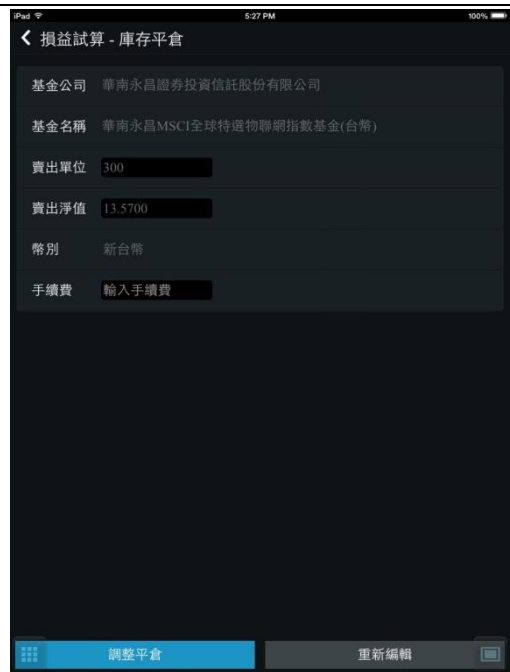 iPad 5:27 PM 100%
損益試算 - 庫存平倉
基金公司 華南永昌證券投資信託股份有限公司
基金名稱 華南永昌MSCI全球特選物聯網指數基金(台幣)
賣出單位 300
賣出淨值 13.5700
幣別 新台幣
手續費 輸入手續費
調整平倉 重新編輯